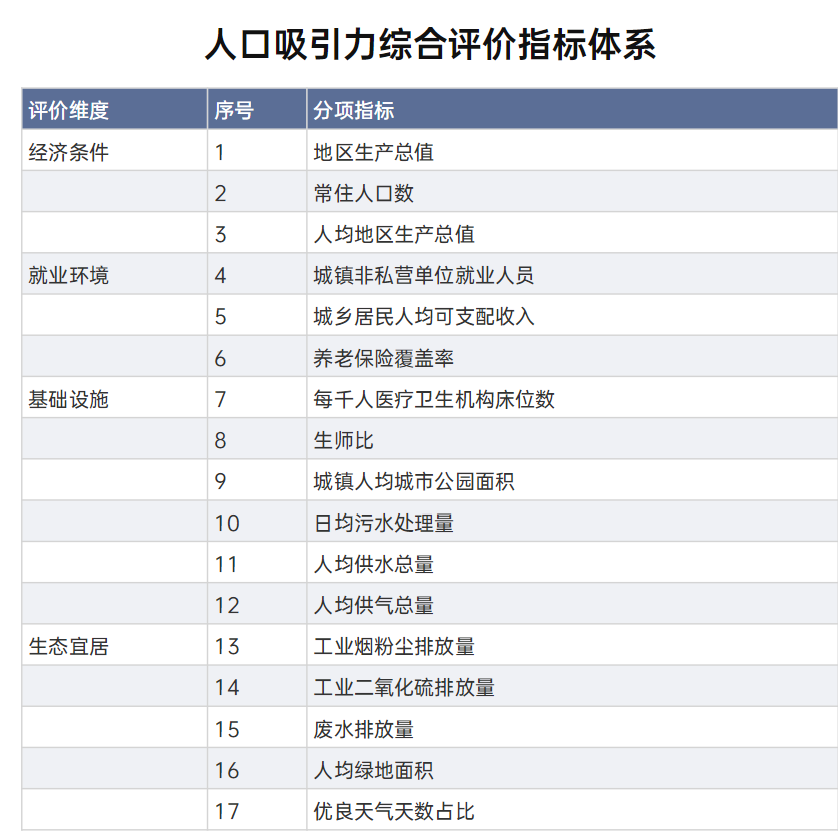 人口吸引力综合评价指标体系
评价维度 序号 分项指标
经济条件 1 地区生产总值
2 常住人口数
3 人均地区生产总值
就业环境 4 城镇非私营单位就业人员
5 城乡居民人均可支配收入
6 养老保险覆盖率
基础设施 7 每千人医疗卫生机构床位数
8 生师比
9 城镇人均城市公园面积
10 日均污水处理量
11 人均供水总量
12 人均供气总量
生态宜居 13 工业烟粉尘排放量
14 工业二氧化硫排放量
15 废水排放量
16 人均绿地面积
17 优良天气天数占比